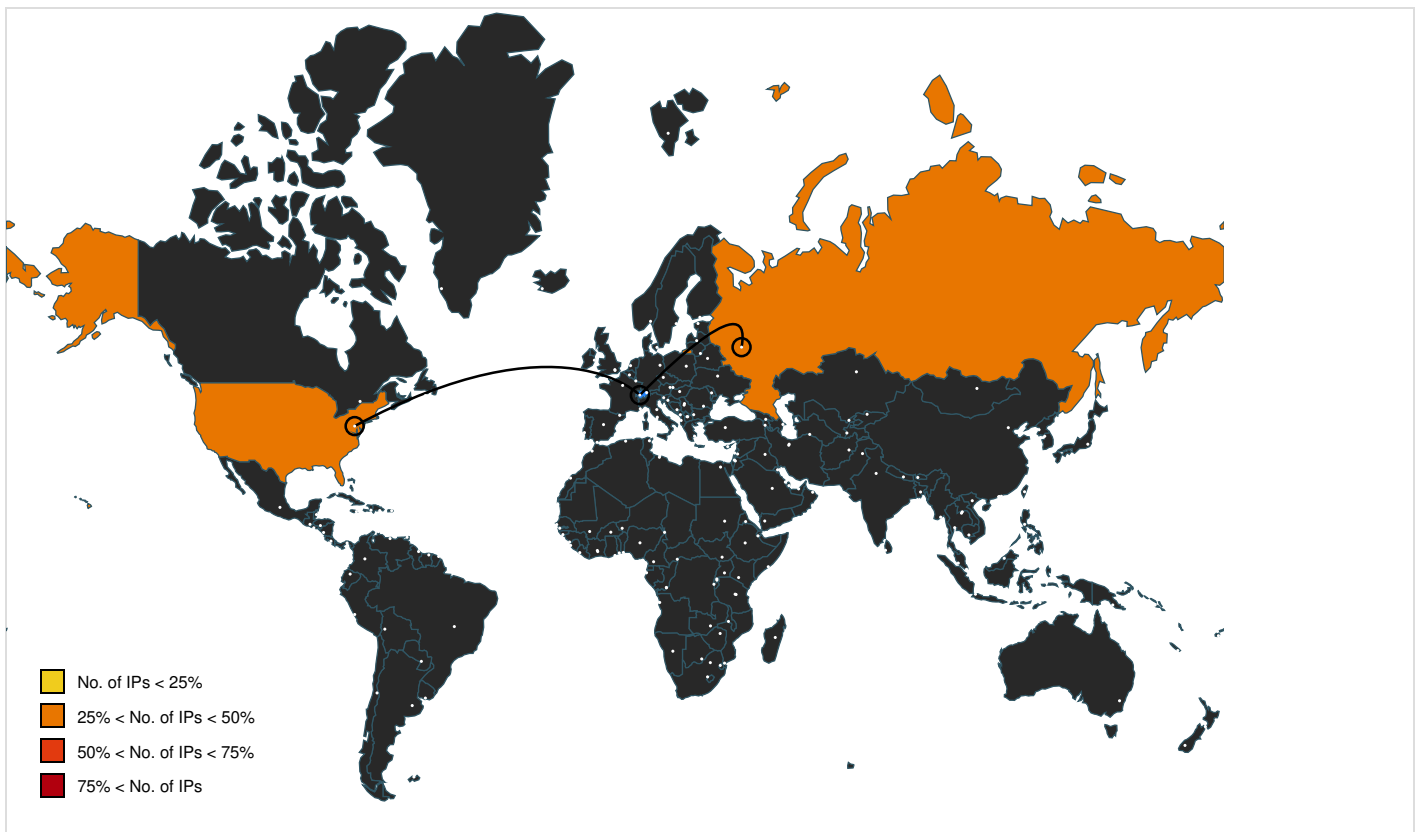 No. of IPs < 25%
25% < No. of IPs < 50%
50% < No. of IPs < 75%
75% < No. of IPs